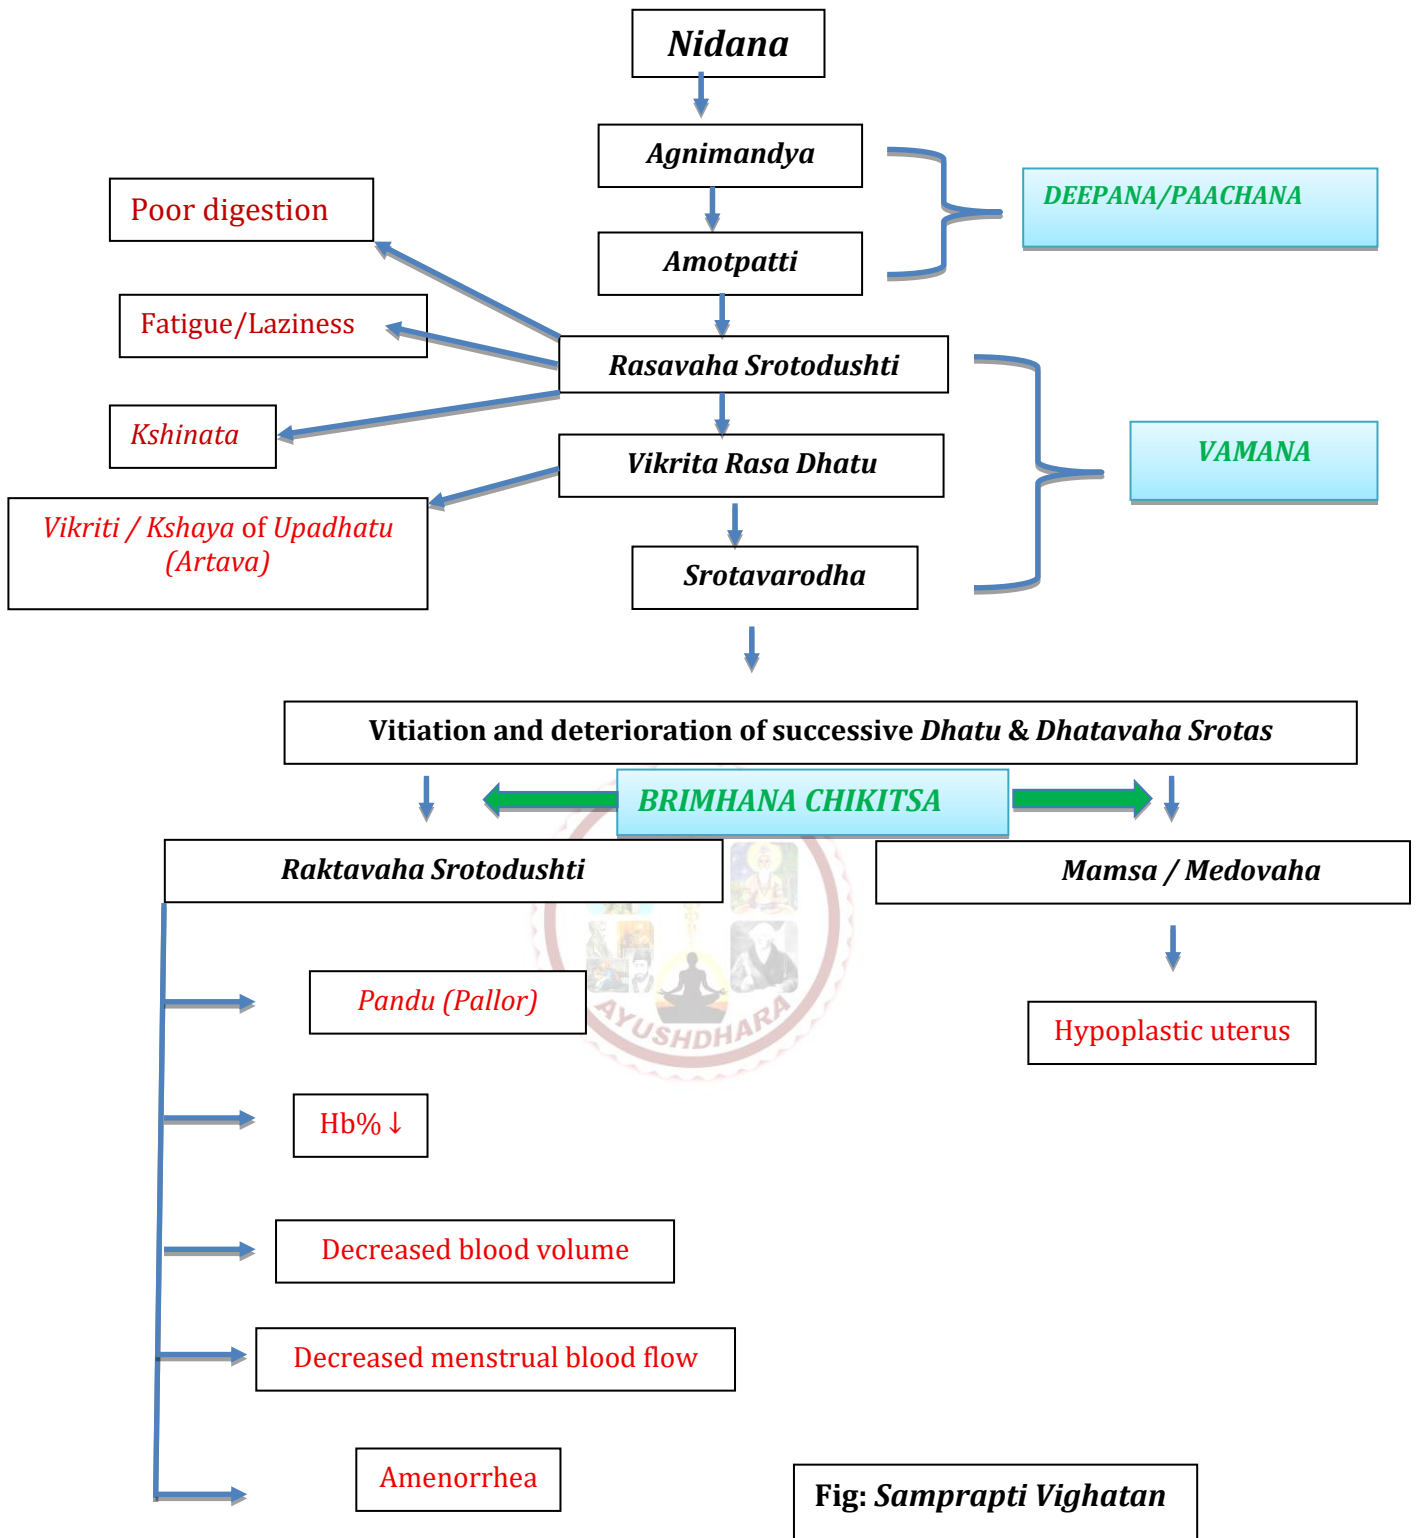 Nidana
Agnimandya
DEEPANA/PAACHANA
Poor digestion
Amotpatti
Fatigue/Laziness
Rasavaha Srotodushti
Kshinata
Vikrita Rasa Dhatu
VAMANA
Vikriti / Kshaya of Upadhatu
(Artava)
Srotavarodha
Vitiation and deterioration of successive Dhatu & Dhatavaha Srotas
BRIMHANA CHIKITSA
Raktavaha Srotodushti
Mamsa / Medovaha
Pandu (Pallor)
AYUSHDHARA
Hypoplastic uterus
Hb% ↓
Decreased blood volume
Decreased menstrual blood flow
Amenorrhea
Fig: Samprapti Vighatan